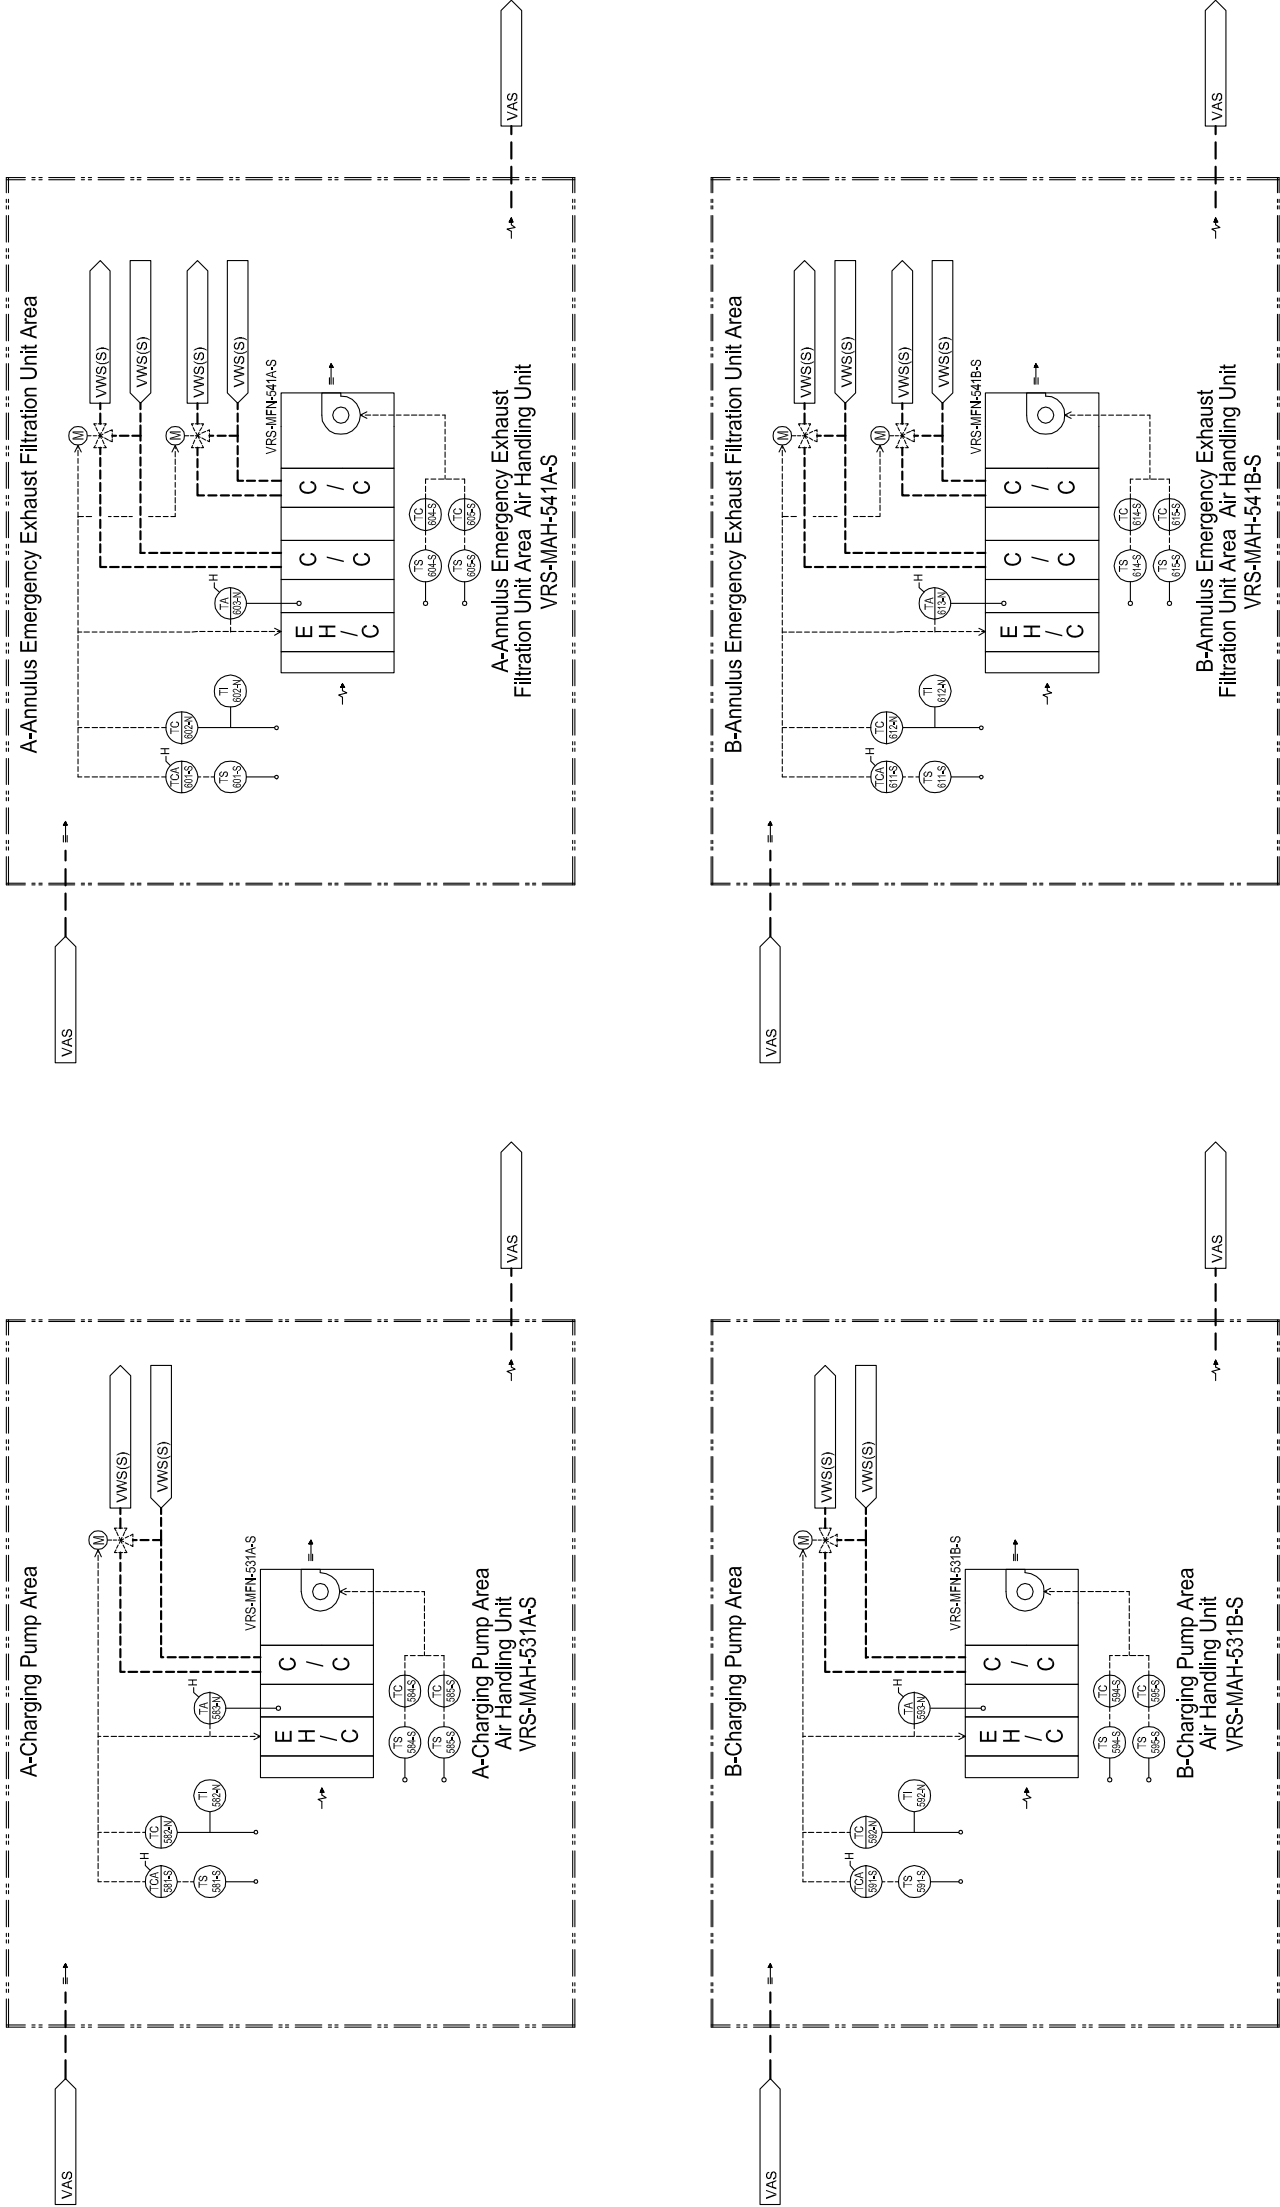 A-Charging Pump Area
VAS
TCA
581-S
H
TS
581-S
TC
582-N
TI
582-N
TA
583-N
H
M
VWS(S)
VWS(S)
VRS-MFN-531A-S
E
H/C
C/C
TS
584-S
TC
584-S
TS
585-S
TC
585-S
A-Charging Pump Area
Air Handling Unit
VRS-MAH-531A-S
VAS
A-Annulus Emergency Exhaust Filtration Unit Area
VAS
TCA
601-S
H
TS
601-S
TC
602-N
TI
602-N
TA
603-N
H
M
M
VWS(S)
VWS(S)
VWS(S)
VWS(S)
VRS-MFN-541A-S
E
H/C
C/C
C/C
TS
604-S
TC
604-S
TS
605-S
TC
605-S
A-Annulus Emergency Exhaust
Filtration Unit Area Air Handling Unit
VRS-MAH-541A-S
VAS
B-Charging Pump Area
VAS
TCA
591-S
H
TS
591-S
TC
592-N
TI
592-N
TA
593-N
H
M
VWS(S)
VWS(S)
VRS-MFN-531B-S
E
H/C
C/C
TS
594-S
TC
594-S
TS
595-S
TC
595-S
B-Charging Pump Area
Air Handling Unit
VRS-MAH-531B-S
VAS
B-Annulus Emergency Exhaust Filtration Unit Area
VAS
TCA
611-S
H
TS
611-S
TC
612-N
TI
612-N
TA
613-N
H
M
M
VWS(S)
VWS(S)
VWS(S)
VWS(S)
VRS-MFN-541B-S
E
H/C
C/C
C/C
TS
614-S
TC
614-S
TS
615-S
TC
615-S
B-Annulus Emergency Exhaust
Filtration Unit Area Air Handling Unit
VRS-MAH-541B-S
VAS